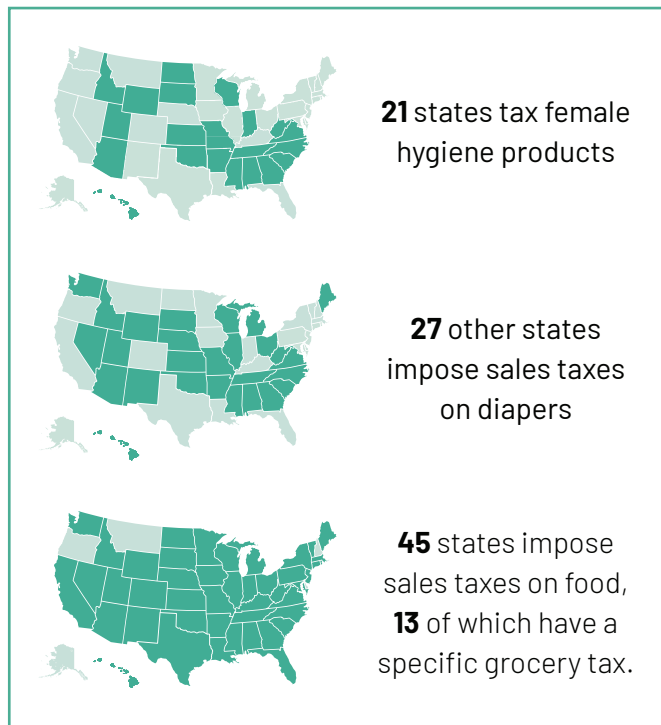 21 states tax female
hygiene products
27 other states
impose sales taxes
on diapers
45 states impose
sales taxes on food,
13 of which have a
specific grocery tax.